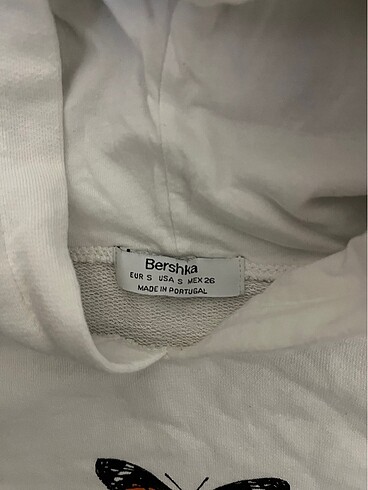 Bershka
EUR S USA S MEX 26
MADE IN PORTUGAL